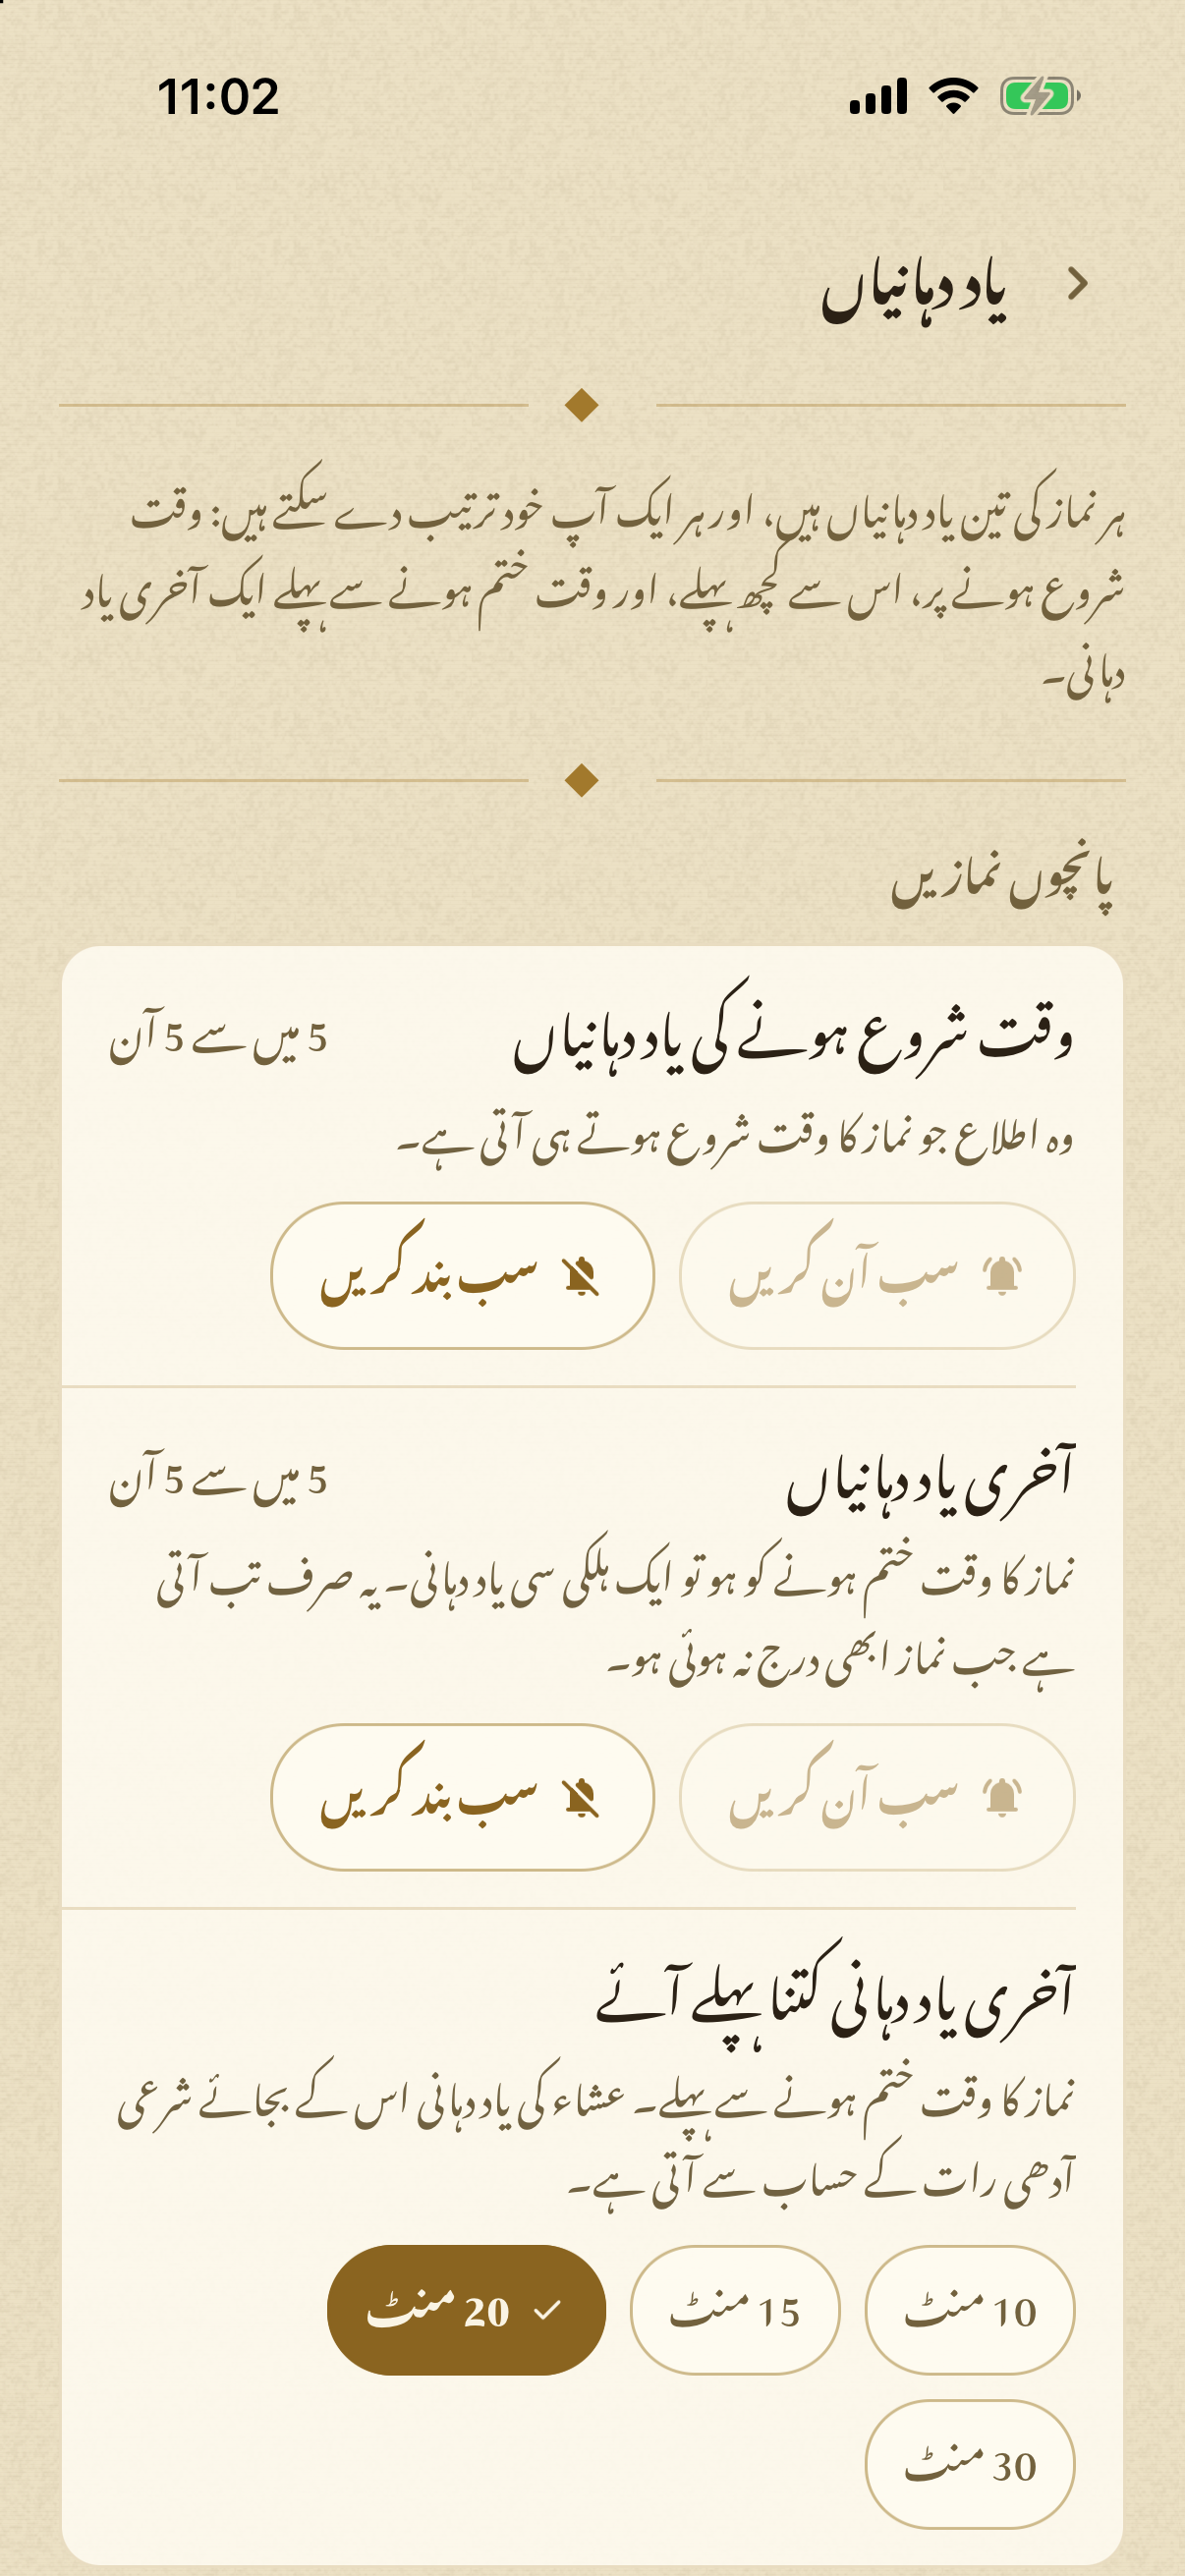 11:02
یاد دہانیاں
ہر نماز کی تین یاد دہانیاں ہیں، اور ہر ایک آپ خود ترتیب دے سکتے ہیں: وقت
شروع ہونے پر، اس سے کچھ پہلے، اور وقت ختم ہونے سے پہلے ایک آخری یاد
دہانی۔
پانچوں نمازیں
وقت شروع ہونے کی یاد دہانیاں
5 میں سے 5 آن
وہ اطلاع جو نماز کا وقت شروع ہوتے ہی آتی ہے۔
سب آن کریں
سب بند کریں
آخری یاد دہانیاں
5 میں سے 5 آن
نماز کا وقت ختم ہونے کو ہو تو ایک ہلکی سی یاد دہانی۔ یہ صرف تب آتی
ہے جب نماز ابھی درج نہ ہوئی ہو۔
سب آن کریں
سب بند کریں
آخری یاد دہانی کتنا پہلے آئے
نماز کا وقت ختم ہونے سے پہلے۔ عشاء کی یاد دہانی اس کے بجائے شرعی
آدھی رات کے حساب سے آتی ہے۔
10 منٹ
15 منٹ
20 منٹ
30 منٹ